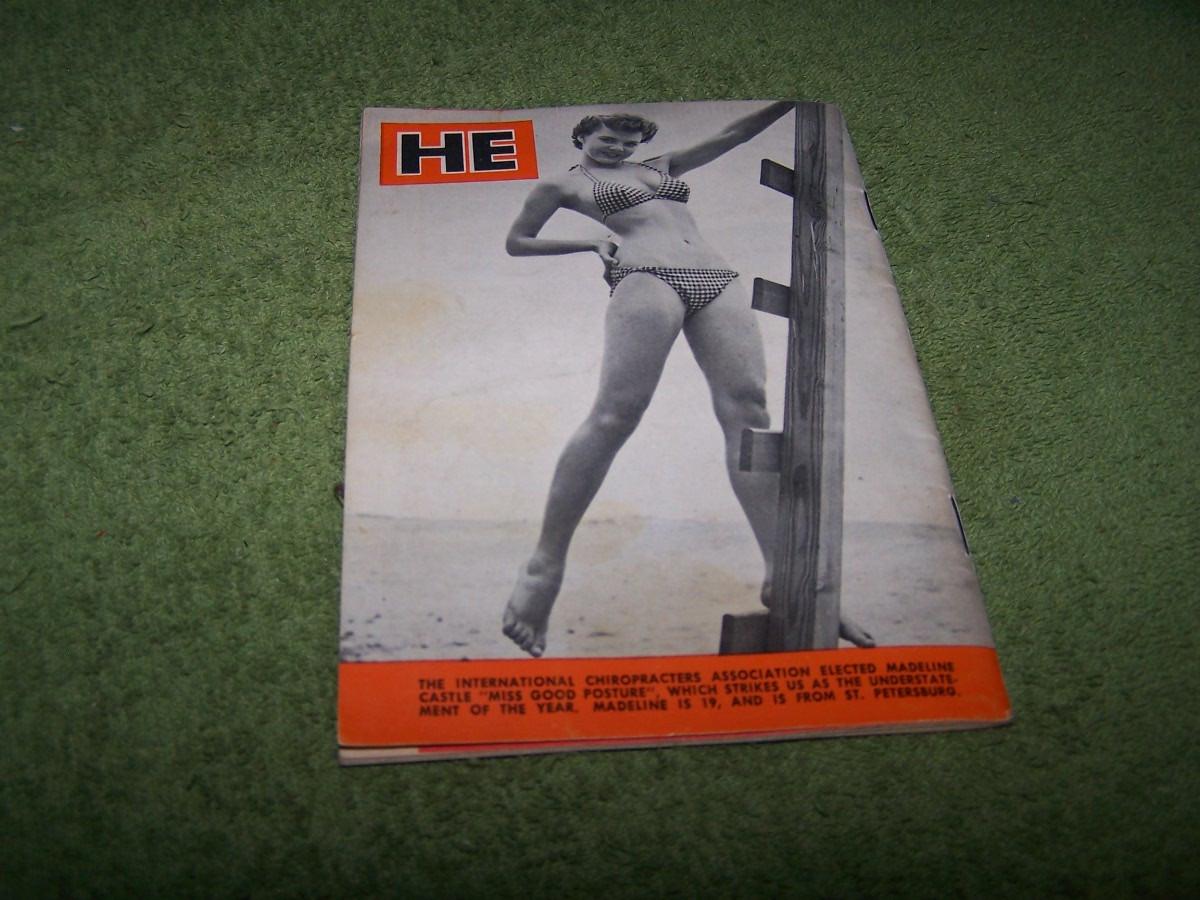 HE
THE INTERNATIONAL CHIROPRACTERS ASSOCIATION ELECTED MADELINE
CASTLE "MISS GOOD POSTURE", WHICH STRIKES US AS THE UNDERSTATE-
MENT OF THE YEAR. MADELINE IS 19, AND IS FROM ST. PETERSBURG.